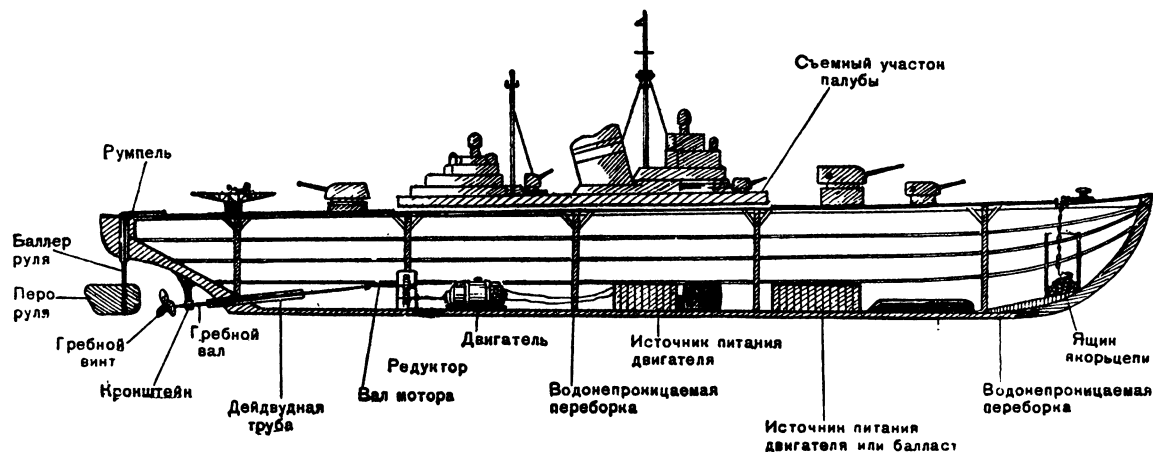 Съемный участок
палубы
Румпель
Баллер
руля
Перо
руля
Гребной
винт
Гребной
вал
Кронштейн
Дейдвудная
труба
Редуктор
Вал мотора
Двигатель
Водонепроницаемая
переборка
Источник питания
двигателя
Источник питания
двигателя или балласт
Ящик
якорьцепи
Водонепроницаемая
переборка